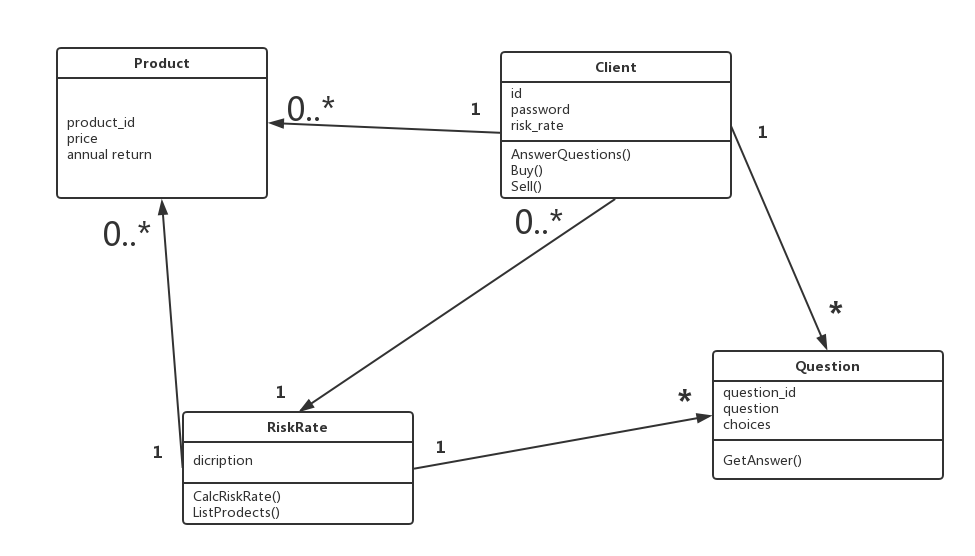 Product
product_id
price
annual return
0..*
1
Client
id
password
risk_rate
AnswerQuestions()
Buy()
Sell()
1
0..*
0..*
*
1
1
RiskRate
dicription
CalcRiskRate()
ListProdects()
1
*
Question
question_id
question
choices
GetAnswer()